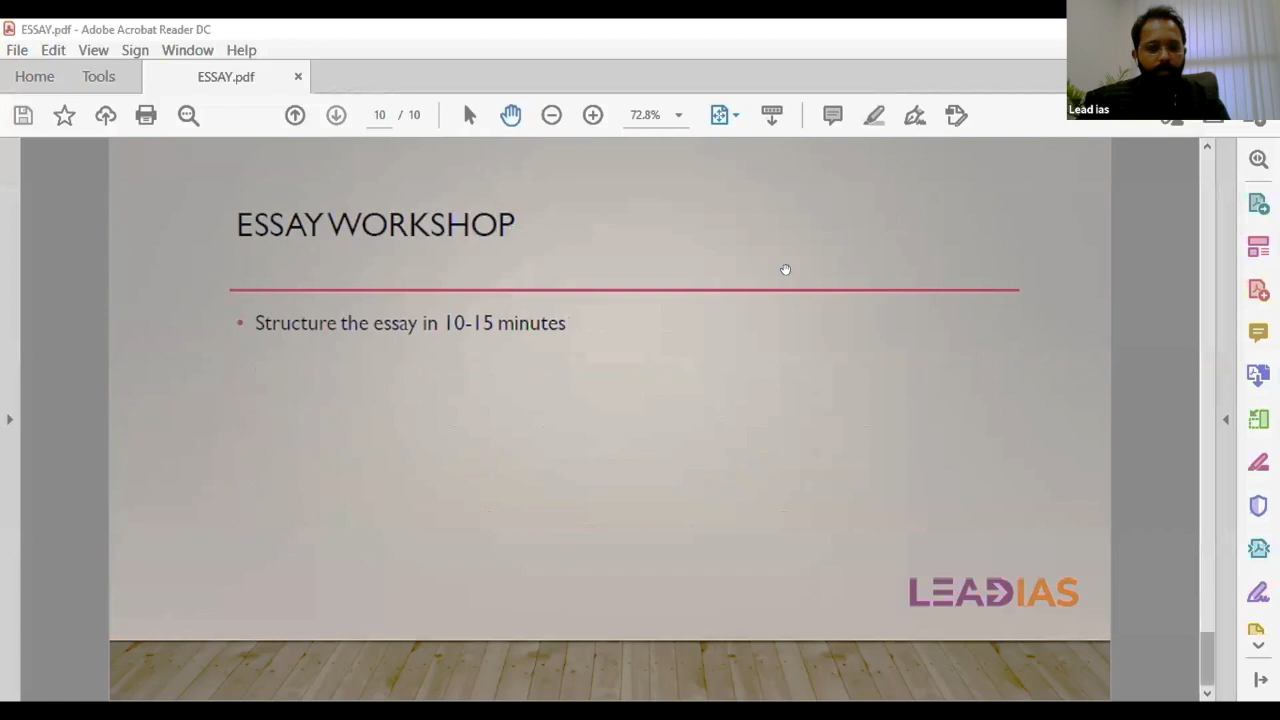 ESSAY.pdf - Adobe Acrobat Reader DC
File Edit View Sign Window Help
Home Tools ESSAY.pdf ×
10 / 10 72.8%
Lead ias
ESSAY WORKSHOP
• Structure the essay in 10-15 minutes
LEADIAS